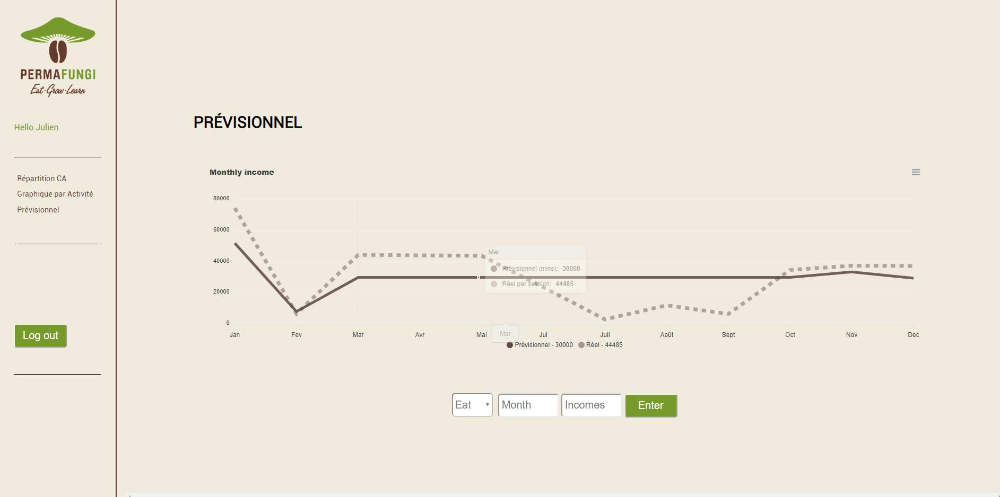 PERMAFUNGI
Eat·Grow·Learn
Hello Julien
Répartition CA
Graphique par Activité
Prévisionnel
Log out
PRÉVISIONNEL
Monthly income
80000
60000
40000
20000
0
Mar
Prévisionnel (mins): 30000
Réel per session: 44485
Jan Fev Mar Avr Mai Mar Jui Juil Août Sept Oct Nov Dec
Prévisionnel - 30000 Réel - 44485
Eat Month Incomes Enter